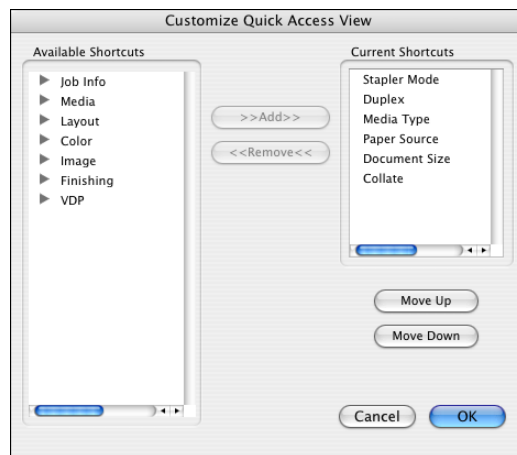 Customize Quick Access View
Available Shortcuts
Job Info
Media
Layout
Color
Image
Finishing
VDP
>>Add>>
<<Remove<<
Current Shortcuts
Stapler Mode
Duplex
Media Type
Paper Source
Document Size
Collate
Move Up
Move Down
Cancel
OK